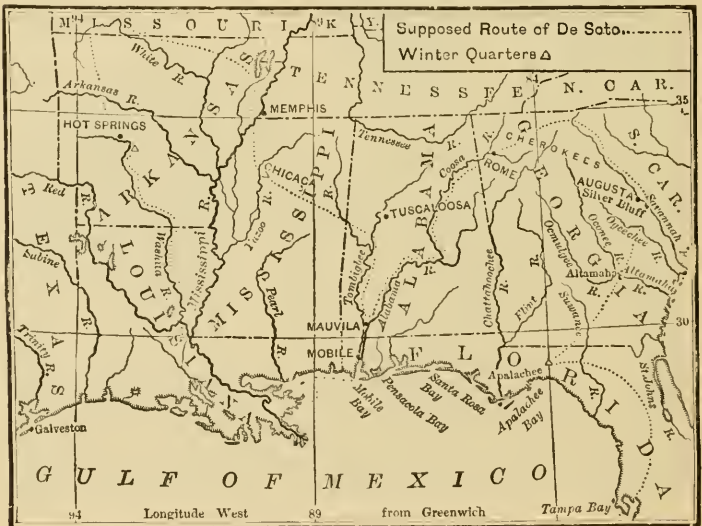 94
89
MISSOURI
KY.
Supposed Route of De Soto
Winter Quarters △
White R.
TENNESSEE
N. CAR.
Arkansas R.
MEMPHIS
35
HOT SPRINGS
ARKANSAS
Tennessee R.
CHEROKEES
S. CAR.
CHICACA
Coosa R.
ROME
AUGUSTA
Silver Bluff
Savannah R.
Red R.
TUSCALOOSA
Ogeechee R.
Oconee R.
Ocmulgee R.
Washita R.
Yazoo R.
MISSISSIPPI
ALABAMA
GEORGIA
Mississippi R.
Tombigbee R.
Alabama R.
Chattahoochee R.
Altamaha
Altamaha R.
Sabine R.
LOUISIANA
Pearl R.
Flint R.
Suwanee R.
TEXAS
Trinity R.
MAUVILA
30
MOBILE
FLORIDA
Apalachee
St. Johns R.
Mobile Bay
Pensacola Bay
Santa Rosa Bay
Apalachee Bay
Galveston
GULF OF MEXICO
94
Longitude West
89
from Greenwich
Tampa Bay